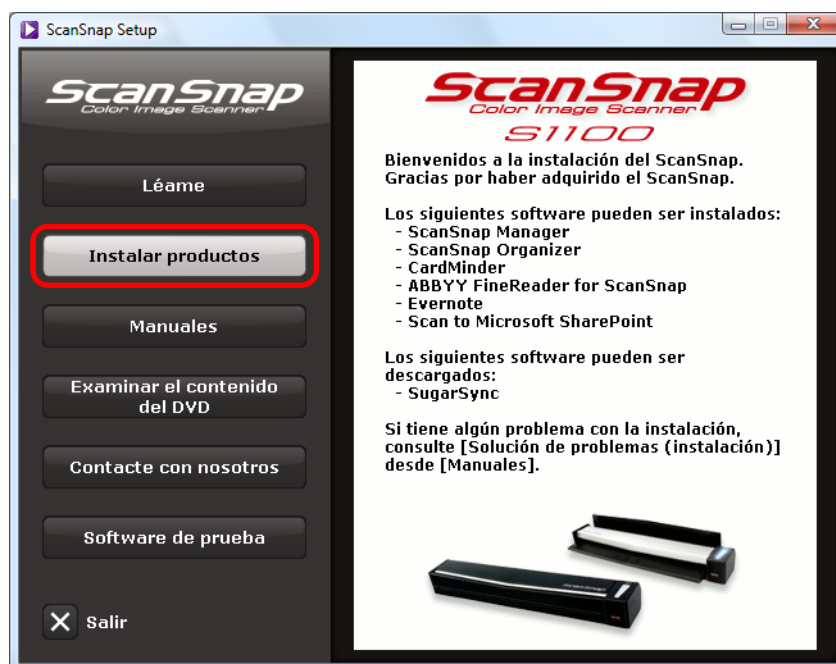 ScanSnap Setup
ScanSnap
Color Image Scanner
Léame
Instalar productos
Manuales
Examinar el contenido
del DVD
Contacte con nosotros
Software de prueba
Salir
ScanSnap
Color Image Scanner
S1100
Bienvenidos a la instalación del ScanSnap.
Gracias por haber adquirido el ScanSnap.
Los siguientes software pueden ser instalados:
- ScanSnap Manager
- ScanSnap Organizer
- CardMinder
- ABBYY FineReader for ScanSnap
- Evernote
- Scan to Microsoft SharePoint
Los siguientes software pueden ser
descargados:
- SugarSync
Si tiene algún problema con la instalación,
consulte [Solución de problemas (instalación)]
desde [Manuales].
ScanSnap